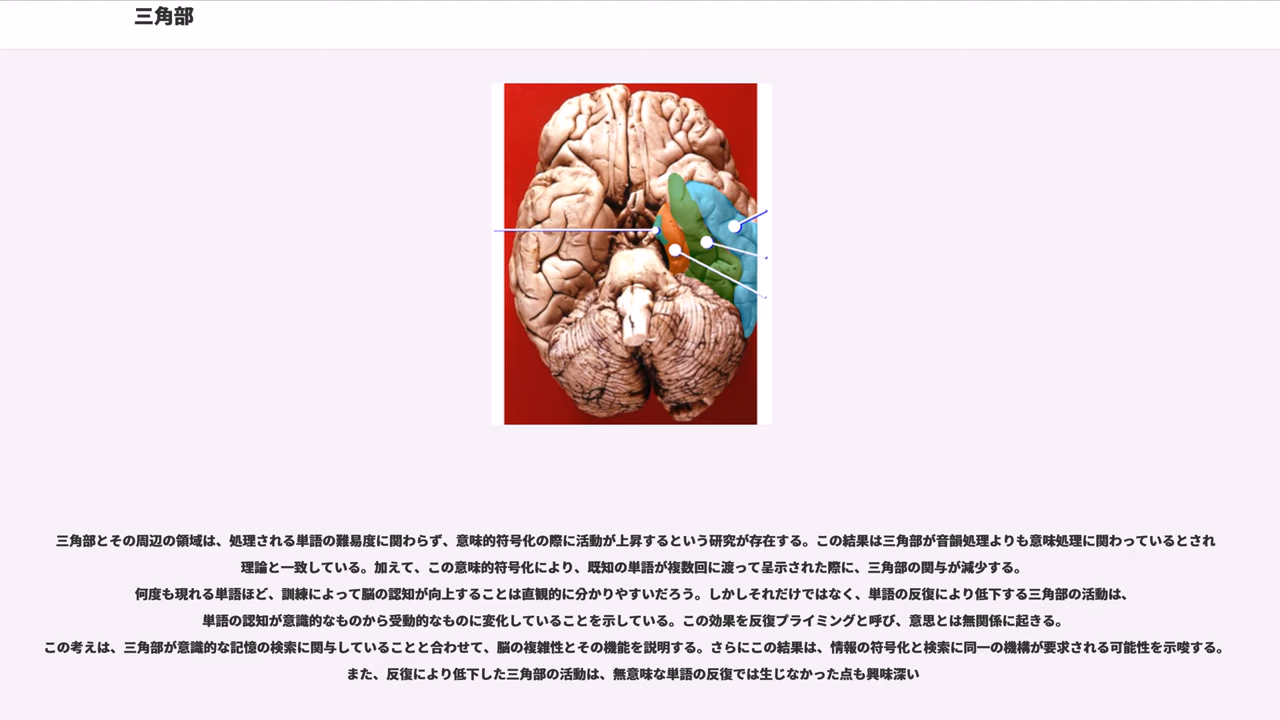 三角部
三角部とその周辺の領域は、処理される単語の難易度に関わらず、意味的符号化の際に活動が上昇するという研究が存在する。この結果は三角部が音韻処理よりも意味処理に関わっているとされ
理論と一致している。加えて、この意味的符号化により、既知の単語が複数回に渡って呈示された際に、三角部の関与が減少する。
何度も現れる単語ほど、訓練によって脳の認知が向上することは直観的に分かりやすいだろう。しかしそれだけではなく、単語の反復により低下する三角部の活動は、
単語の認知が意識的なものから受動的なものに変化していることを示している。この効果を反復プライミングと呼び、意思とは無関係に起きる。
この考えは、三角部が意識的な記憶の検索に関与していることと合わせて、脳の複雑性とその機能を説明する。さらにこの結果は、情報の符号化と検索に同一の機構が要求される可能性を示唆する。
また、反復により低下した三角部の活動は、無意味な単語の反復では生じなかった点も興味深い